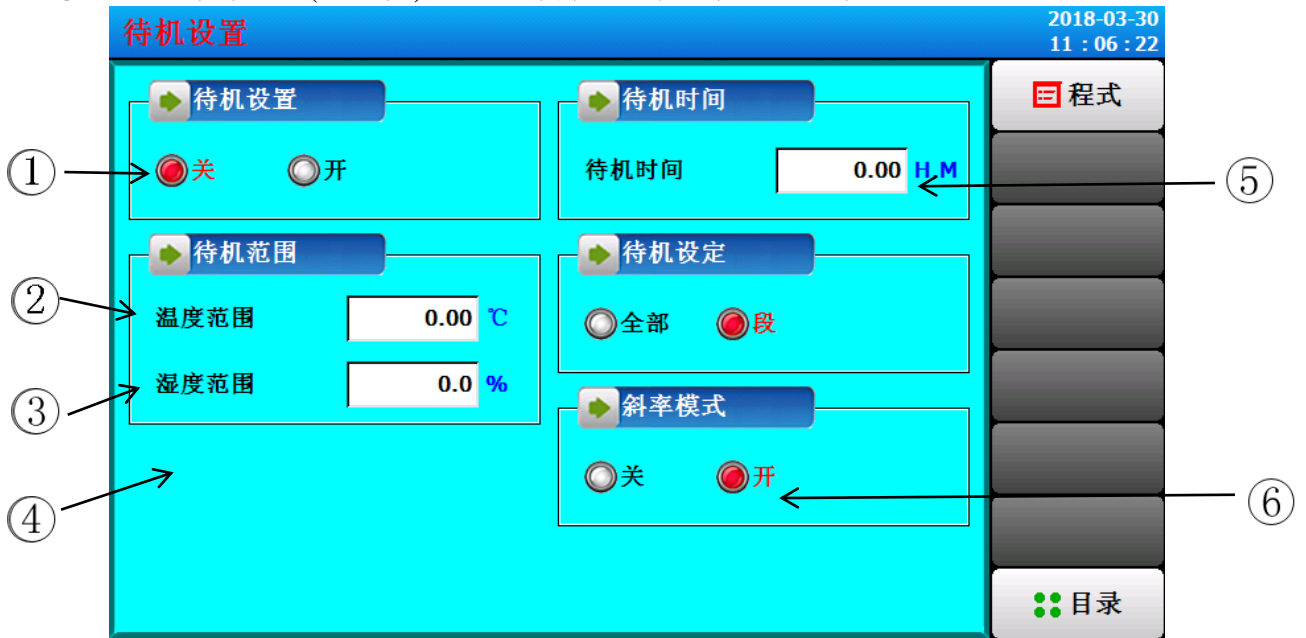 待机设置
2018-03-30
11 : 06 : 22
待机设置
关
开
待机时间
待机时间
0.00
H.M
程式
待机范围
温度范围
0.00
℃
湿度范围
0.0
%
待机设定
全部
段
斜率模式
关
开
目录
①
②
③
④
⑤
⑥